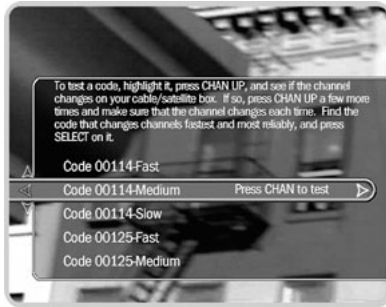 To test a code, highlight it, press CHAN UP, and see if the channel
changes on your cable/satellite box. If so, press CHAN UP a few more
times and make sure that the channel changes each time. Find the
code that changes channels fastest and most reliably, and press
SELECT on it.
Code 00114-Fast
Code 00114-Medium Press CHAN to test
Code 00114-Slow
Code 00125-Fast
Code 00125-Medium